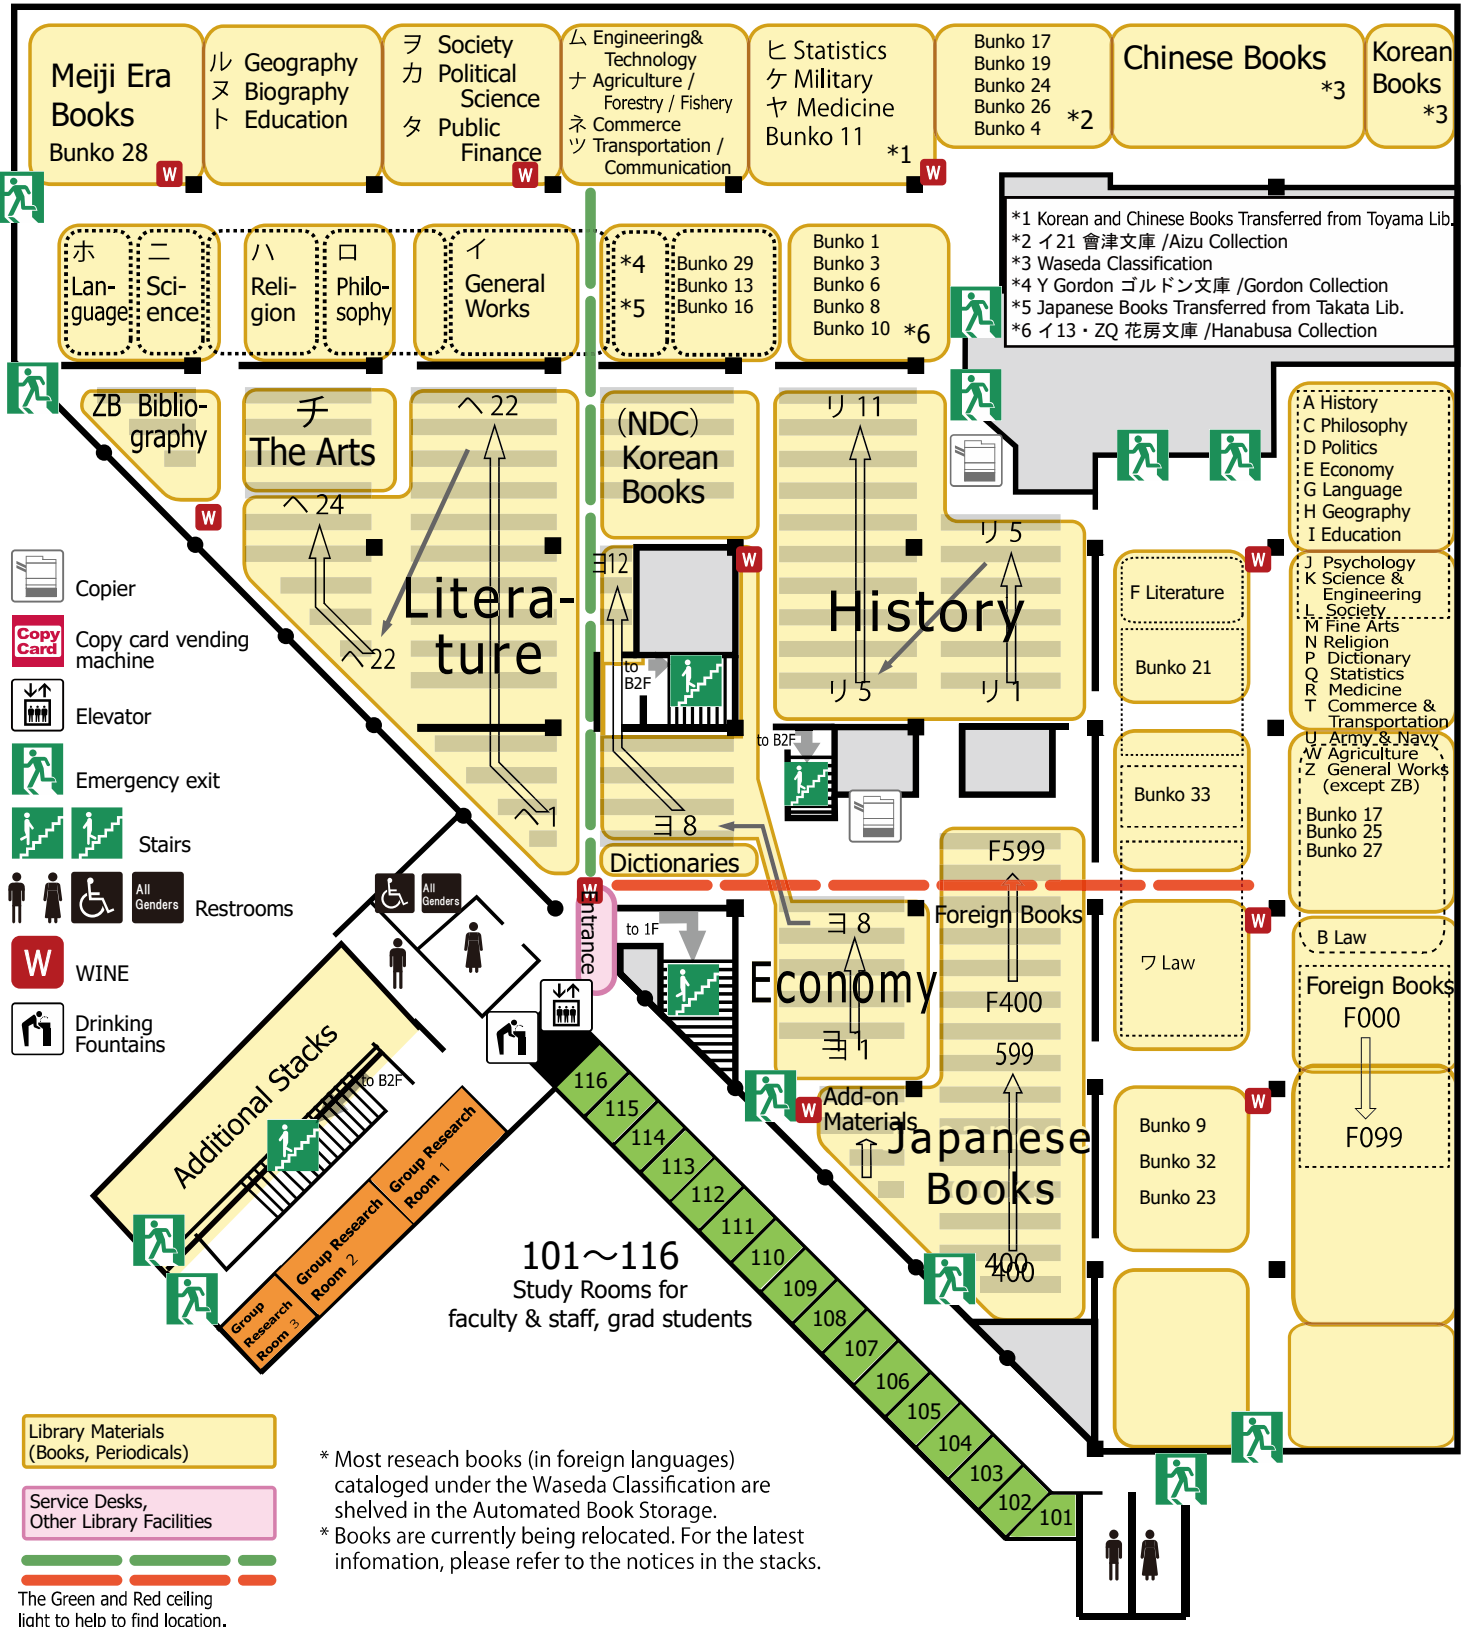 Meiji Era
Books
Bunko 28
ル Geography
ヌ Biography
ト Education
ヲ Society
カ Political
Science
タ Public
Finance
ム Engineering&
Technology
ナ Agriculture /
Forestry / Fishery
ネ Commerce
ツ Transportation /
Communication
ヒ Statistics
ケ Military
ヤ Medicine
Bunko 11
*1
Bunko 17
Bunko 19
Bunko 24
Bunko 26
Bunko 4
*2
Chinese Books
*3
Korean
Books
*3
W
W
W
*1 Korean and Chinese Books Transferred from Toyama Lib.
*2 イ21 會津文庫 /Aizu Collection
*3 Waseda Classification
*4 Y Gordon ゴルドン文庫 /Gordon Collection
*5 Japanese Books Transferred from Takata Lib.
*6 イ13・ZQ 花房文庫 /Hanabusa Collection
ホ
Lan-
guage
ニ
Sci-
ence
ハ
Reli-
gion
ロ
Philo-
sophy
イ
General
Works
*4
*5
Bunko 29
Bunko 13
Bunko 16
Bunko 1
Bunko 3
Bunko 6
Bunko 8
Bunko 10
*6
ZB Biblio-
graphy
チ
The Arts
ヘ 22
(NDC)
Korean
Books
リ 11
A History
C Philosophy
D Politics
E Economy
G Language
H Geography
I Education
J Psychology
K Science &
Engineering
L Society
M Fine Arts
N Religion
P Dictionary
Q Statistics
R Medicine
T Commerce &
Transportation
U Army & Navy
W Agriculture
Z General Works
(except ZB)
Bunko 17
Bunko 25
Bunko 27
W
ヘ 24
リ 5
ヨ12
W
W
Litera-
ture
History
F Literature
ヘ 22
to
B2F
リ 5
リ 1
Bunko 21
to B2F
Bunko 33
ヘ 1
ヨ 8
Dictionaries
F599
W
Entrance
to 1F
ヨ 8
Foreign Books
W
B Law
Economy
ワ Law
F400
Foreign Books
F000
ヨ1
ヨ1
599
F099
W
Add-on
Materials
W
Japanese
Books
Bunko 9
Bunko 32
Bunko 23
400
400
Copier
Copy
Card
Copy card vending
machine
Elevator
Emergency exit
Stairs
All
Genders
Restrooms
W
WINE
Drinking
Fountains
All
Genders
Additional Stacks
to B2F
Group Research
Room 1
Group Research
Room 2
Group
Research
Room 3
116
115
114
113
112
111
110
109
108
107
106
105
104
103
102
101
101～116
Study Rooms for
faculty & staff, grad students
Library Materials
(Books, Periodicals)
Service Desks,
Other Library Facilities
The Green and Red ceiling
light to help to find location.
* Most reseach books (in foreign languages)
cataloged under the Waseda Classification are
shelved in the Automated Book Storage.
* Books are currently being relocated. For the latest
infomation, please refer to the notices in the stacks.